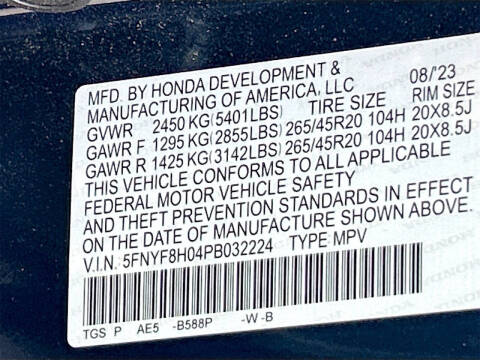 MFD. BY HONDA DEVELOPMENT & 08/'23
MANUFACTURING OF AMERICA, LLC
GVWR 2450 KG(5401LBS) TIRE SIZE RIM SIZE
GAWR F 1295 KG(2855LBS) 265/45R20 104H 20X8.5J
GAWR R 1425 KG(3142LBS) 265/45R20 104H 20X8.5J
THIS VEHICLE CONFORMS TO ALL APPLICABLE
FEDERAL MOTOR VEHICLE SAFETY
AND THEFT PREVENTION STANDARDS IN EFFECT
ON THE DATE OF MANUFACTURE SHOWN ABOVE.
V.I.N. 5FNYF8H04PB032224 TYPE MPV
TGS P AE5 -B588P -W-B